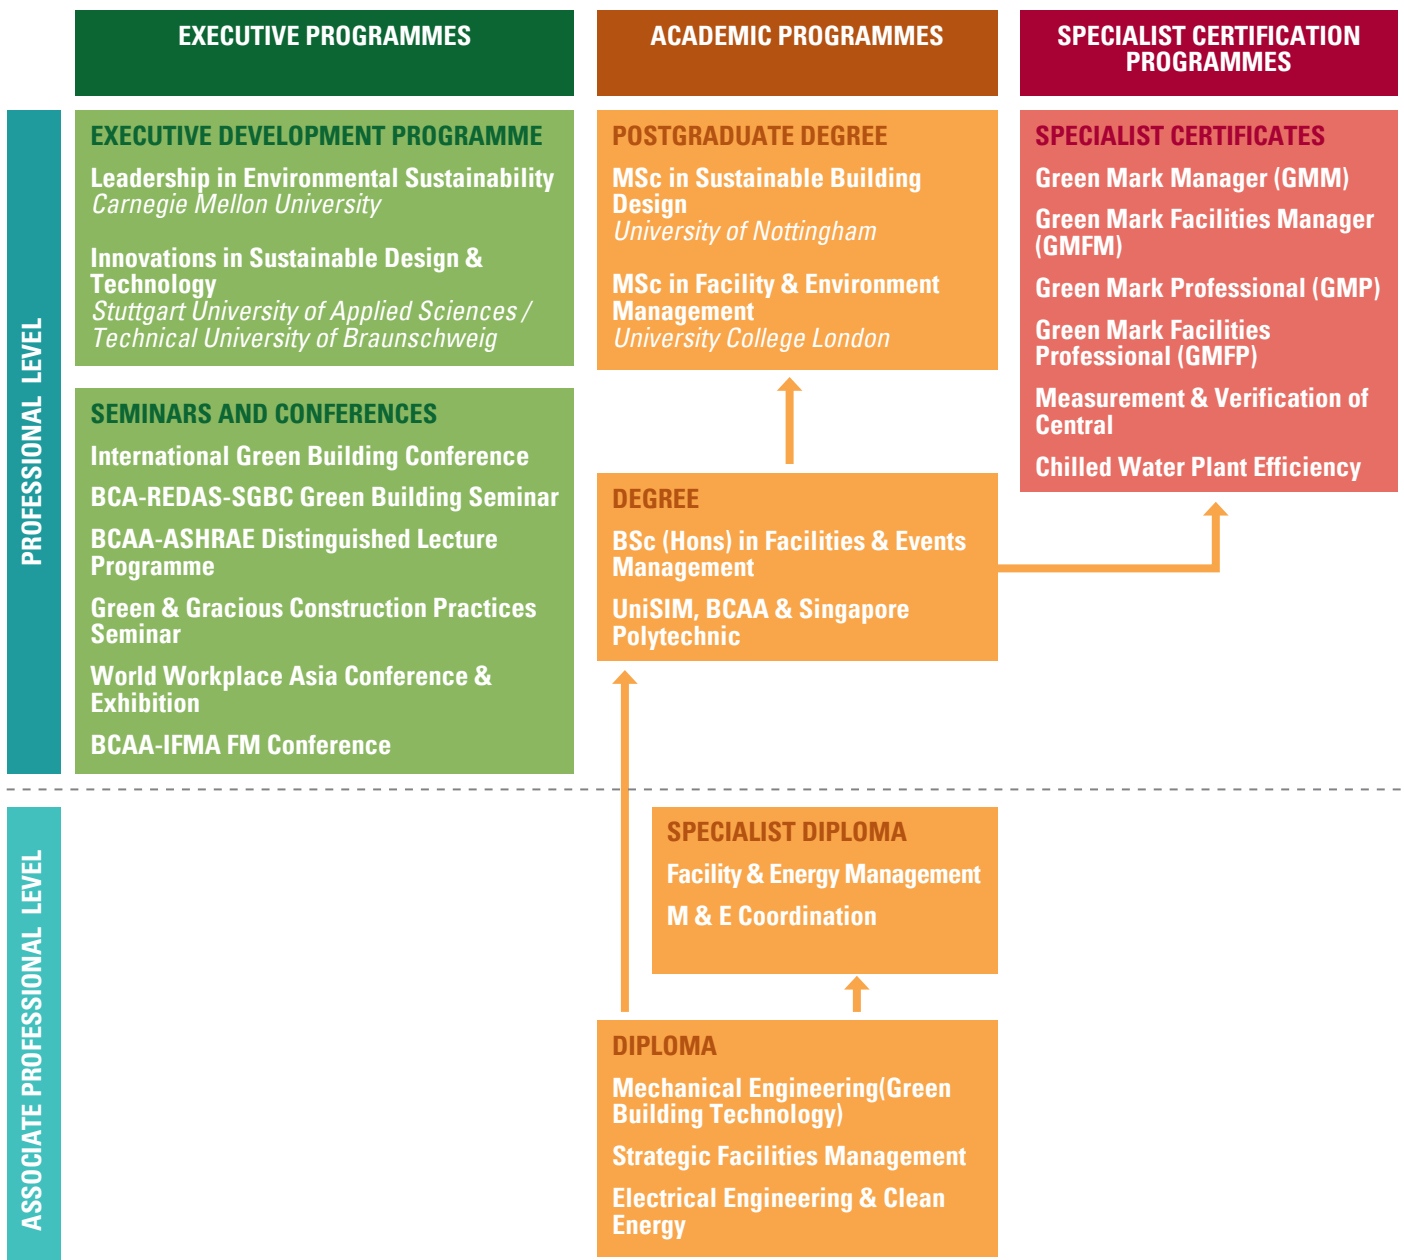 EXECUTIVE PROGRAMMES
ACADEMIC PROGRAMMES
SPECIALIST CERTIFICATION
PROGRAMMES
PROFESSIONAL LEVEL
EXECUTIVE DEVELOPMENT PROGRAMME
Leadership in Environmental Sustainability
Carnegie Mellon University
Innovations in Sustainable Design &
Technology
Stuttgart University of Applied Sciences /
Technical University of Braunschweig
SEMINARS AND CONFERENCES
International Green Building Conference
BCA-REDAS-SGBC Green Building Seminar
BCAA-ASHRAE Distinguished Lecture
Programme
Green & Gracious Construction Practices
Seminar
World Workplace Asia Conference &
Exhibition
BCAA-IFMA FM Conference
POSTGRADUATE DEGREE
MSc in Sustainable Building
Design
University of Nottingham
MSc in Facility & Environment
Management
University College London
DEGREE
BSc (Hons) in Facilities & Events
Management
UniSIM, BCAA & Singapore
Polytechnic
SPECIALIST CERTIFICATES
Green Mark Manager (GMM)
Green Mark Facilities Manager
(GMFM)
Green Mark Professional (GMP)
Green Mark Facilities
Professional (GMFP)
Measurement & Verification of
Central
Chilled Water Plant Efficiency
ASSOCIATE PROFESSIONAL LEVEL
SPECIALIST DIPLOMA
Facility & Energy Management
M & E Coordination
DIPLOMA
Mechanical Engineering(Green
Building Technology)
Strategic Facilities Management
Electrical Engineering & Clean
Energy